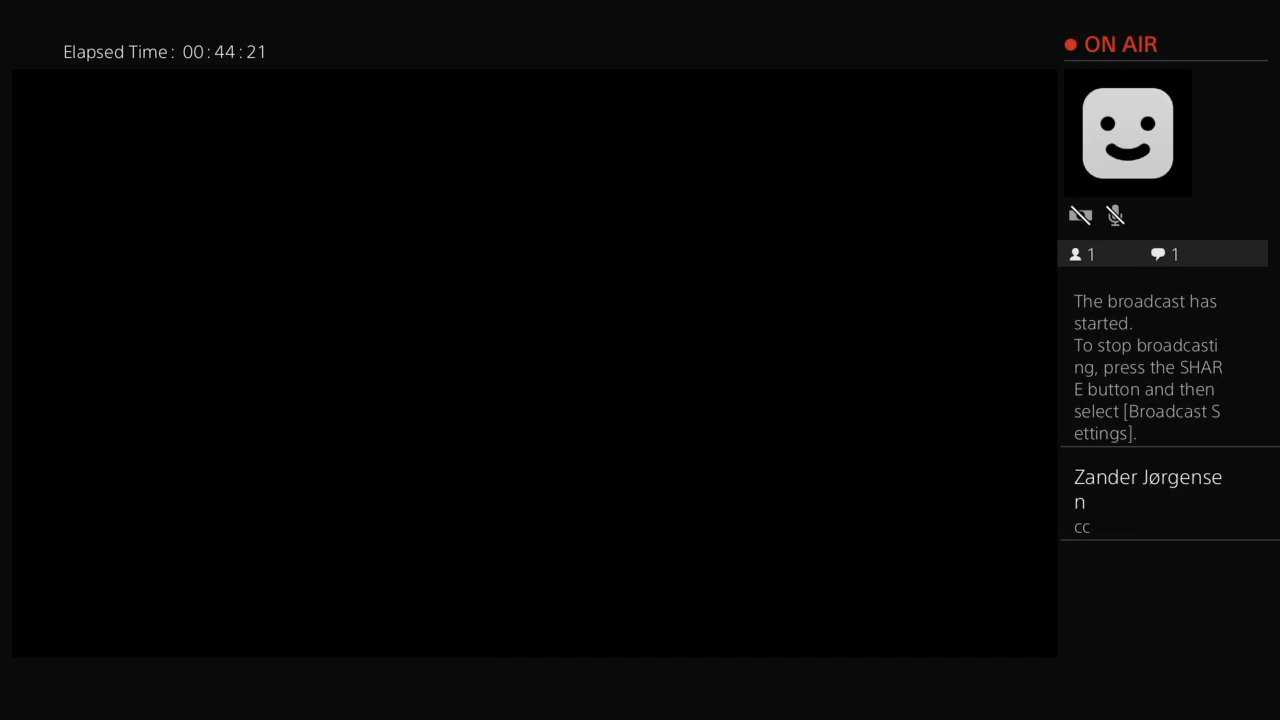 Elapsed Time: 00:44:21
ON AIR
1 1
The broadcast has
started.
To stop broadcasti
ng, press the SHAR
E button and then
select [Broadcast S
ettings].
Zander Jørgense
n
cc